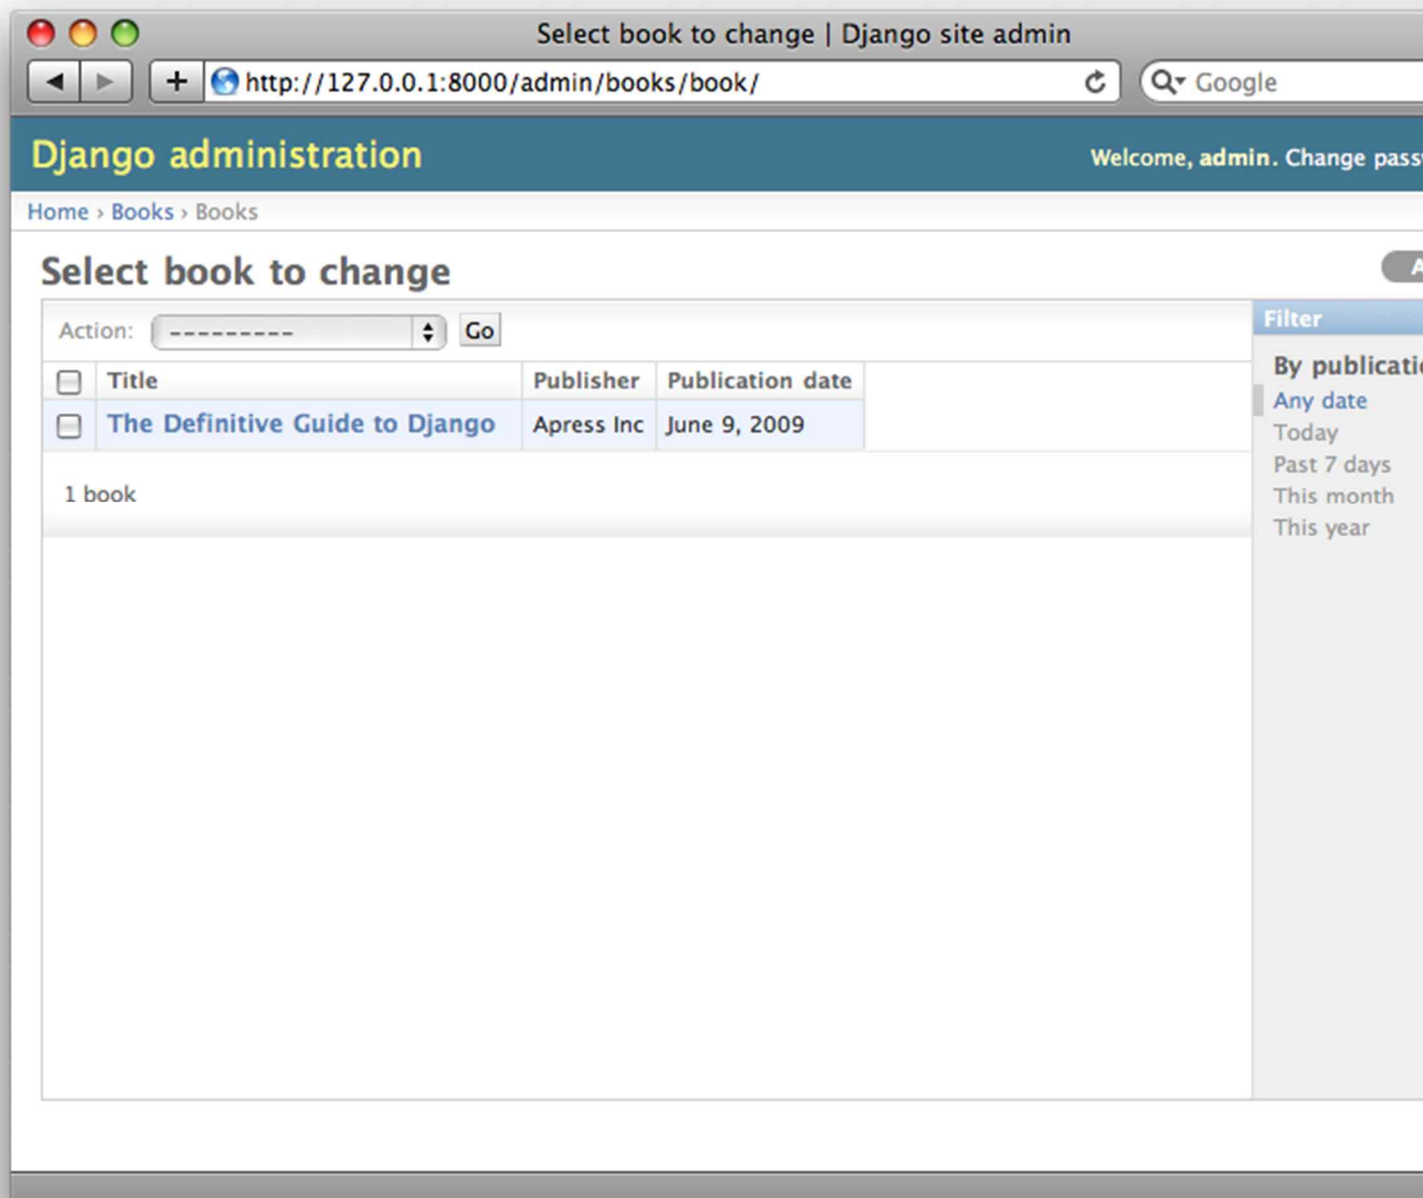 Select book to change | Django site admin
+ http://127.0.0.1:8000/admin/books/book/ Google
Django administration Welcome, admin. Change
Home › Books › Books
Select book to change
Action: --------- Go Filter
Title Publisher Publication date By
The Definitive Guide to Django Apress Inc June 9, 2009 Any date
Today
Past 7 days
1 book This month
This year